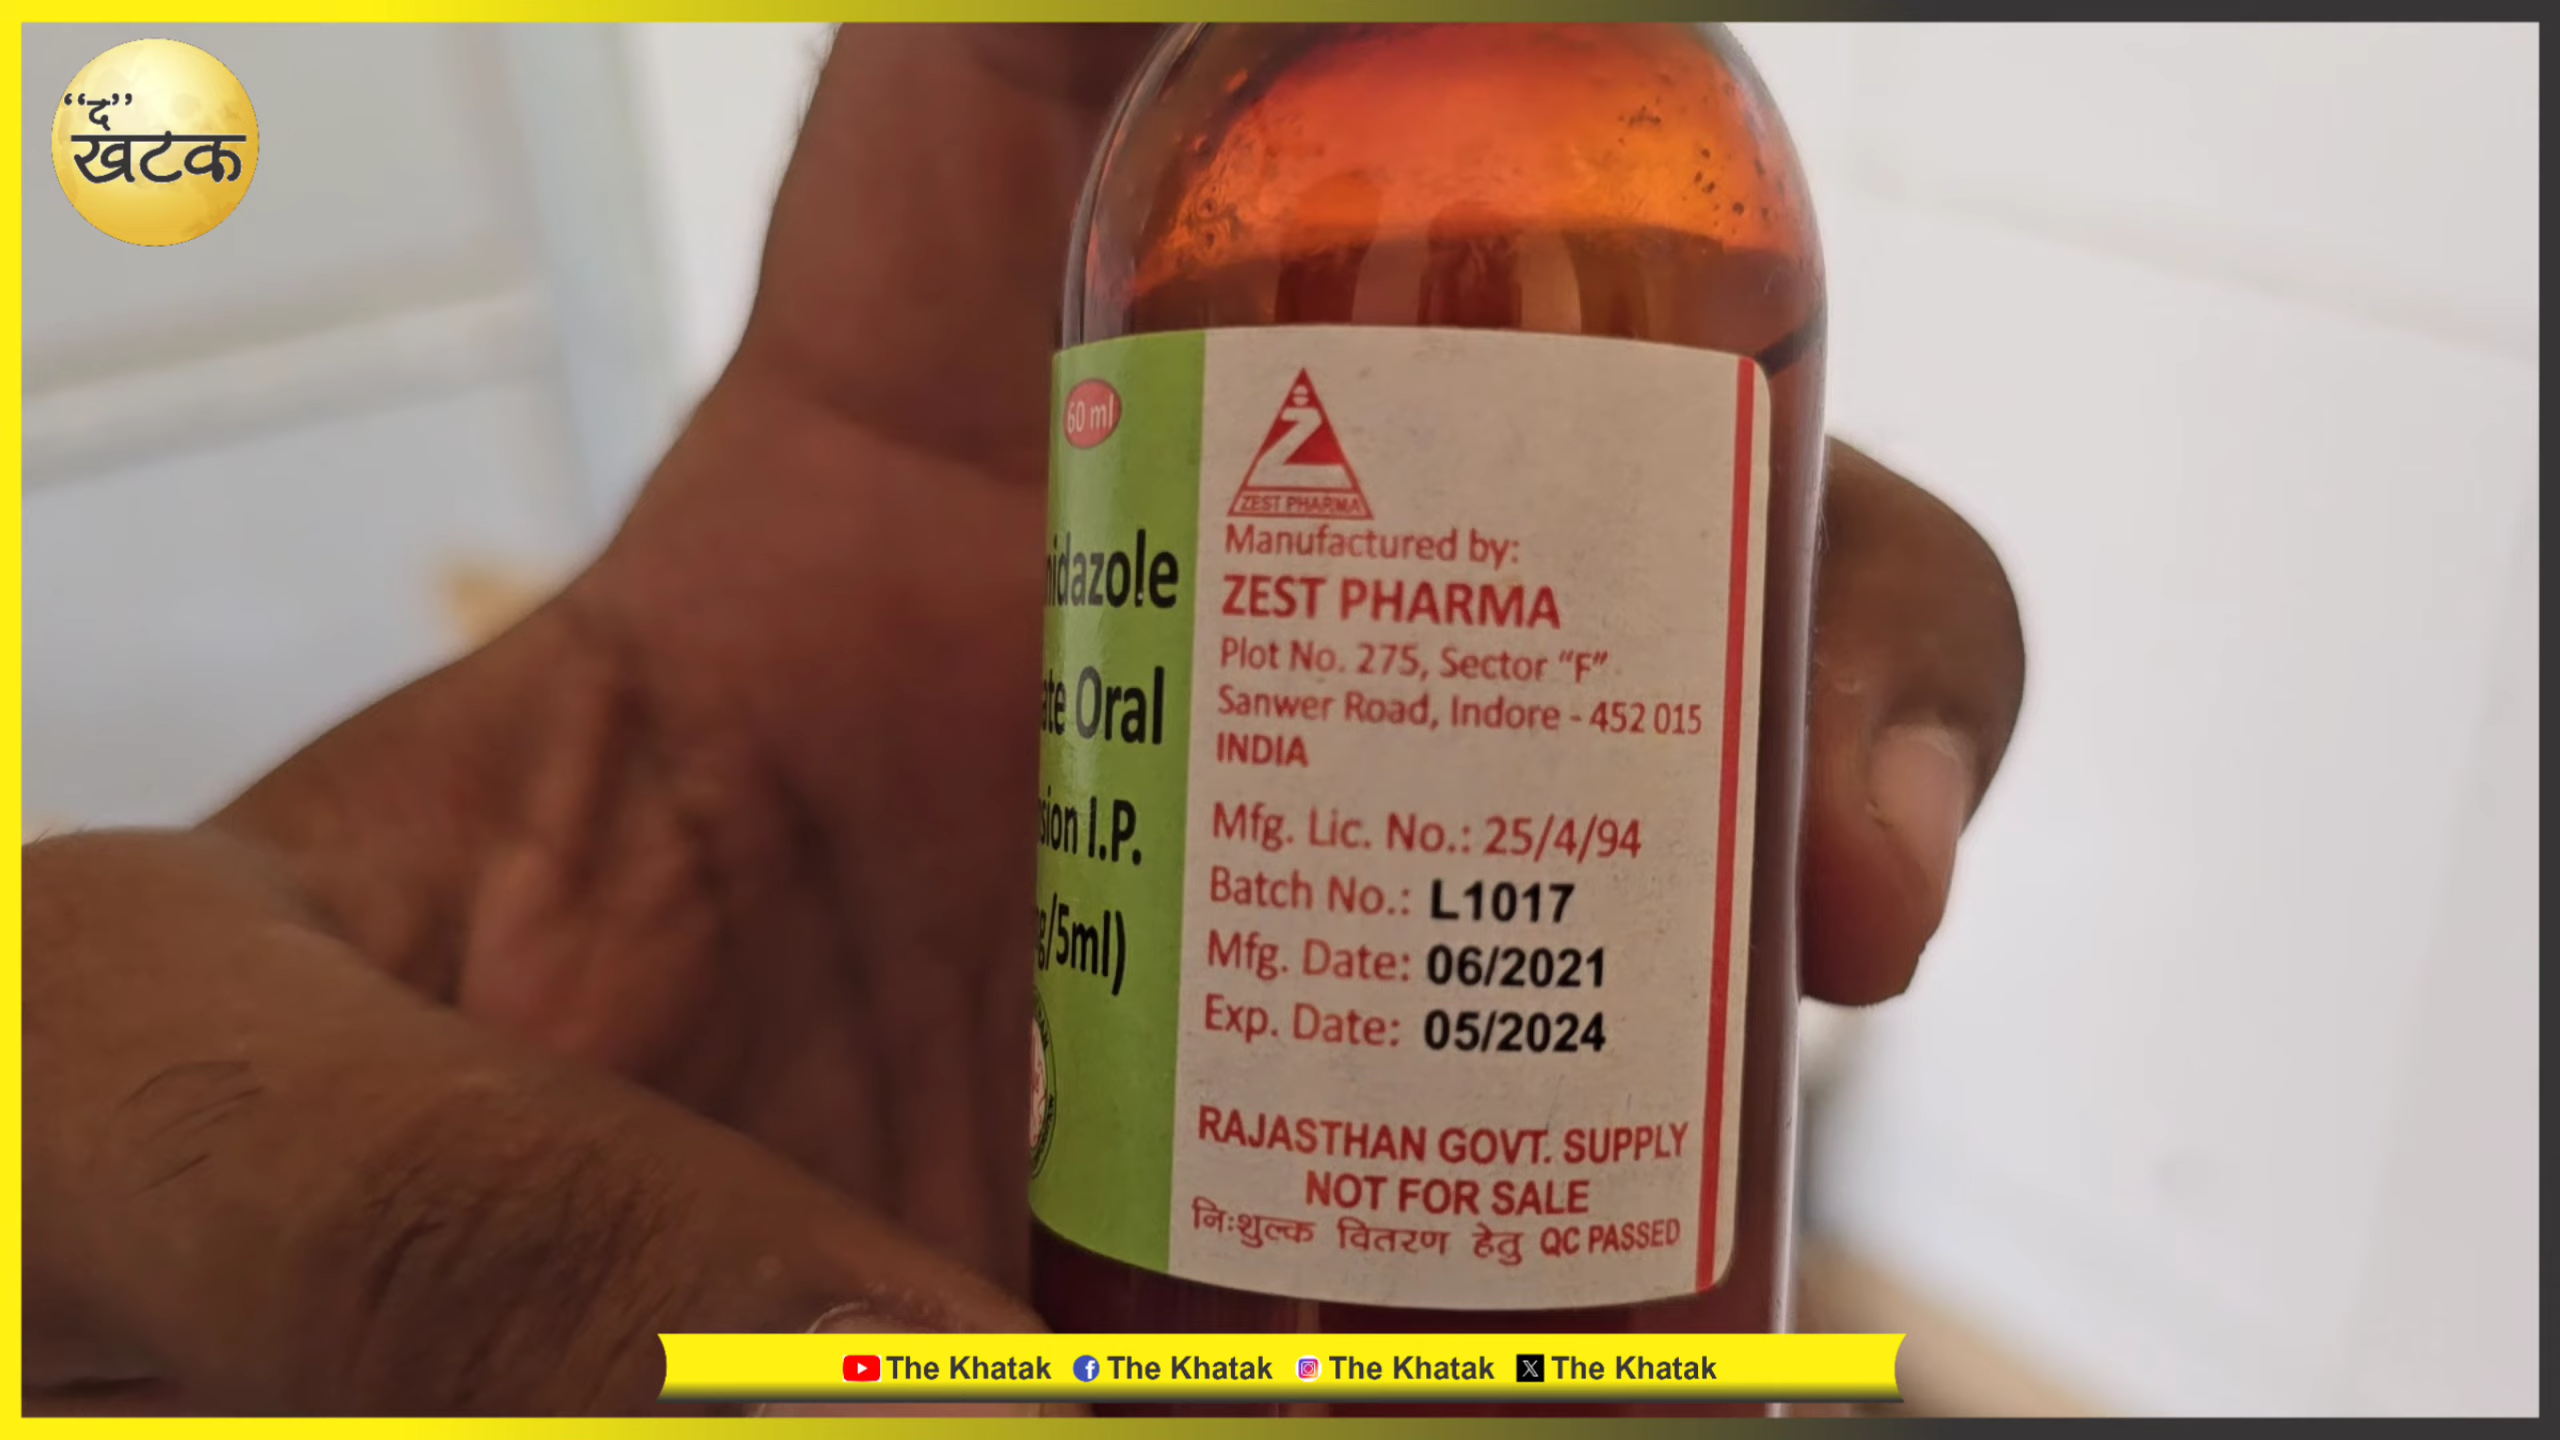 “द”
खटक
60 ml
nidazole
ate Oral
sion I.P.
g/5ml)
ZEST PHARMA
Manufactured by:
ZEST PHARMA
Plot No. 275, Sector “F”
Sanwer Road, Indore - 452 015
INDIA
Mfg. Lic. No.: 25/4/94
Batch No.: L1017
Mfg. Date: 06/2021
Exp. Date: 05/2024
RAJASTHAN GOVT. SUPPLY
NOT FOR SALE
निःशुल्क वितरण हेतु QC PASSED
The Khatak The Khatak The Khatak The Khatak